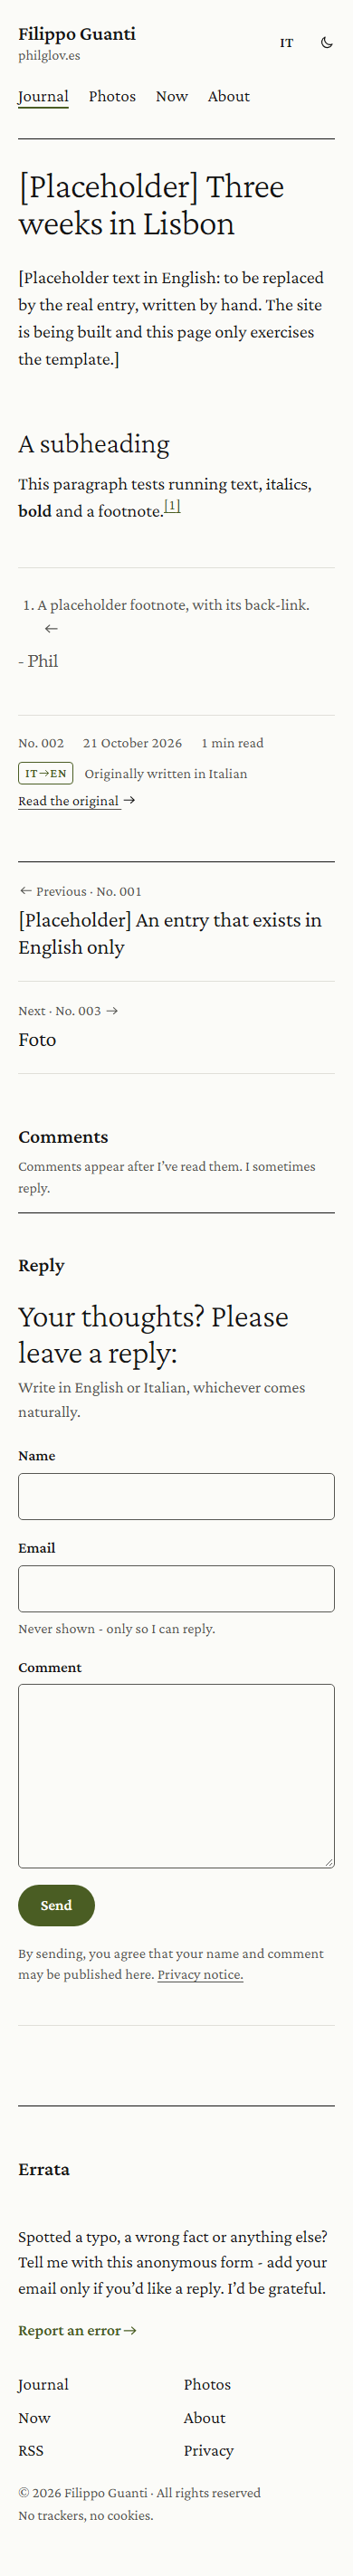 Filippo Guanti
philglov.es
IT
Journal Photos Now About
[Placeholder] Three
weeks in Lisbon
[Placeholder text in English: to be replaced
by the real entry, written by hand. The site
is being built and this page only exercises
the template.]
A subheading
This paragraph tests running text, italics,
bold and a footnote.[1]
1. A placeholder footnote, with its back-link.
←
- Phil
No. 002 21 October 2026 1 min read
IT→EN Originally written in Italian
Read the original →
← Previous · No. 001
[Placeholder] An entry that exists in
English only
Next · No. 003 →
Foto
Comments
Comments appear after I’ve read them. I sometimes
reply.
Reply
Your thoughts? Please
leave a reply:
Write in English or Italian, whichever comes
naturally.
Name
Email
Never shown - only so I can reply.
Comment
Send
By sending, you agree that your name and comment
may be published here. Privacy notice.
Errata
Spotted a typo, a wrong fact or anything else?
Tell me with this anonymous form - add your
email only if you’d like a reply. I’d be grateful.
Report an error→
Journal Photos
Now About
RSS Privacy
© 2026 Filippo Guanti · All rights reserved
No trackers, no cookies.